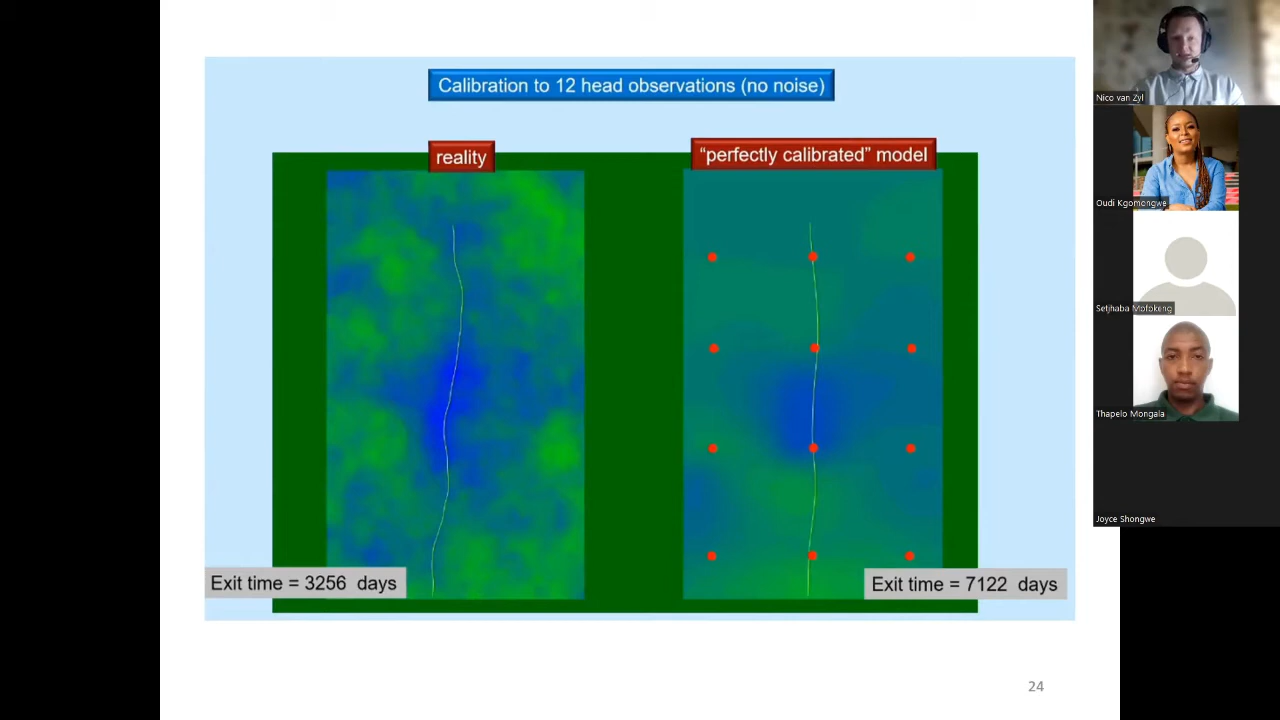 Calibration to 12 head observations (no noise)
reality
“perfectly calibrated” model
Exit time = 3256 days
Exit time = 7122 days
24
Nico van Zyl
Oudi Kgomongwe
Setjhaba Mofokeng
Thapelo Mongala
Joyce Shongwe